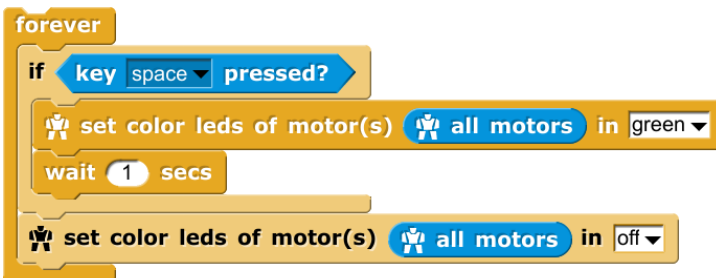 forever
if key space pressed?
set color leds of motor(s) all motors in green
wait 1 secs
set color leds of motor(s) all motors in off